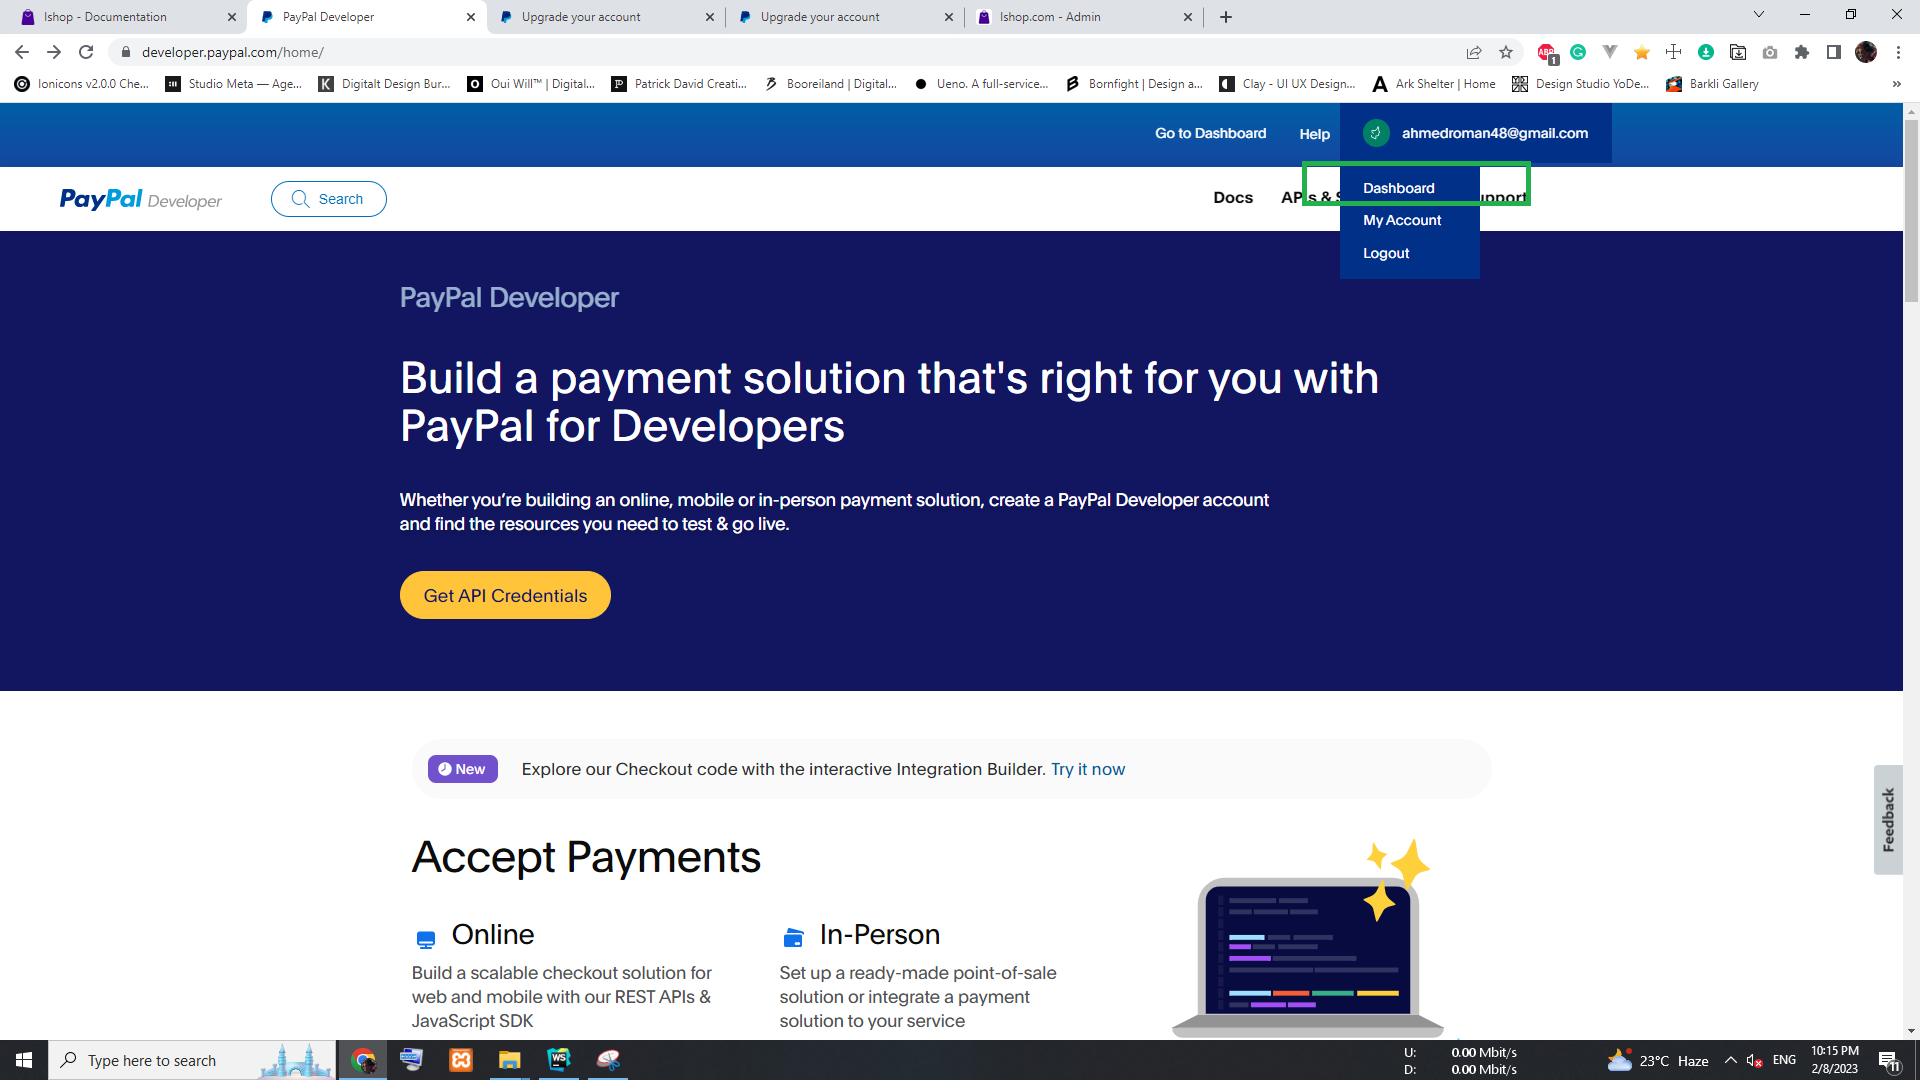 Ishop - Documentation
PayPal Developer
Upgrade your account
Upgrade your account
Ishop.com - Admin
developer.paypal.com/home/
ABP
1
Ionicons v2.0.0 Che...
Studio Meta — Age...
Digitalt Design Bur...
Oui Will™ | Digital...
Patrick David Creati...
Booreiland | Digital...
Ueno. A full-service...
Bornfight | Design a...
Clay - UI UX Design...
Ark Shelter | Home
Design Studio YoDe...
Barkli Gallery
Go to Dashboard
Help
ahmedroman48@gmail.com
PayPal Developer
Search
Docs
APIs & S
upport
Dashboard
My Account
Logout
PayPal Developer
Build a payment solution that's right for you with
PayPal for Developers
Whether you’re building an online, mobile or in-person payment solution, create a PayPal Developer account
and find the resources you need to test & go live.
Get API Credentials
New
Explore our Checkout code with the interactive Integration Builder. Try it now
Accept Payments
Online
Build a scalable checkout solution for
web and mobile with our REST APIs &
JavaScript SDK
In-Person
Set up a ready-made point-of-sale
solution or integrate a payment
solution to your service
Feedback
Type here to search
WS
U: 0.00 Mbit/s
D: 0.00 Mbit/s
23°C Haze
ENG
10:15 PM
2/8/2023
11